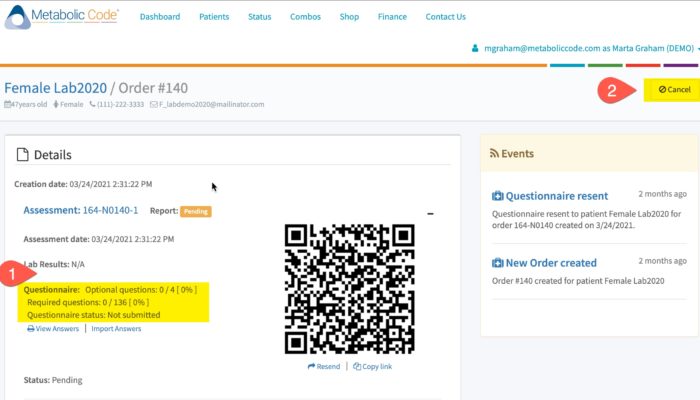 Metabolic Code
Dashboard Patients Status Combos Shop Finance Contact Us
mgraham@metaboliccode.com as Marta Graham (DEMO)
Female Lab2020 / Order #140
47years old Female (111)-222-3333 F_labdemo2020@mailinator.com
2
Cancel
Details
Creation date: 03/24/2021 2:31:22 PM
Assessment: 164-N0140-1 Report: Pending
Assessment date: 03/24/2021 2:31:22 PM
1
Lab Results: N/A
Questionnaire: Optional questions: 0 / 4 [ 0% ]
Required questions: 0 / 136 [ 0% ]
Questionnaire status: Not submitted
View Answers | Import Answers
Resend | Copy link
Status: Pending
Events
Questionnaire resent 2 months ago
Questionnaire resent to patient Female Lab2020 for
order 164-N0140 created on 3/24/2021.
New Order created 2 months ago
Order #140 created for patient Female Lab2020